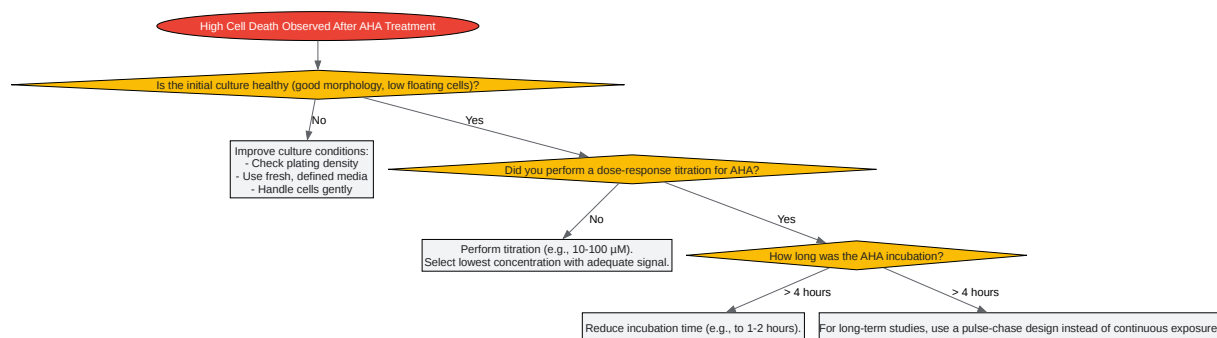 High Cell Death Observed After AHA Treatment
Is the initial culture healthy (good morphology, low floating cells)?
No
Yes
Improve culture conditions:
- Check plating density
- Use fresh, defined media
- Handle cells gently
Did you perform a dose-response titration for AHA?
No
Yes
Perform titration (e.g., 10-100 µM).
Select lowest concentration with adequate signal.
How long was the AHA incubation?
> 4 hours
> 4 hours
Reduce incubation time (e.g., to 1-2 hours).
For long-term studies, use a pulse-chase design instead of continuous exposure